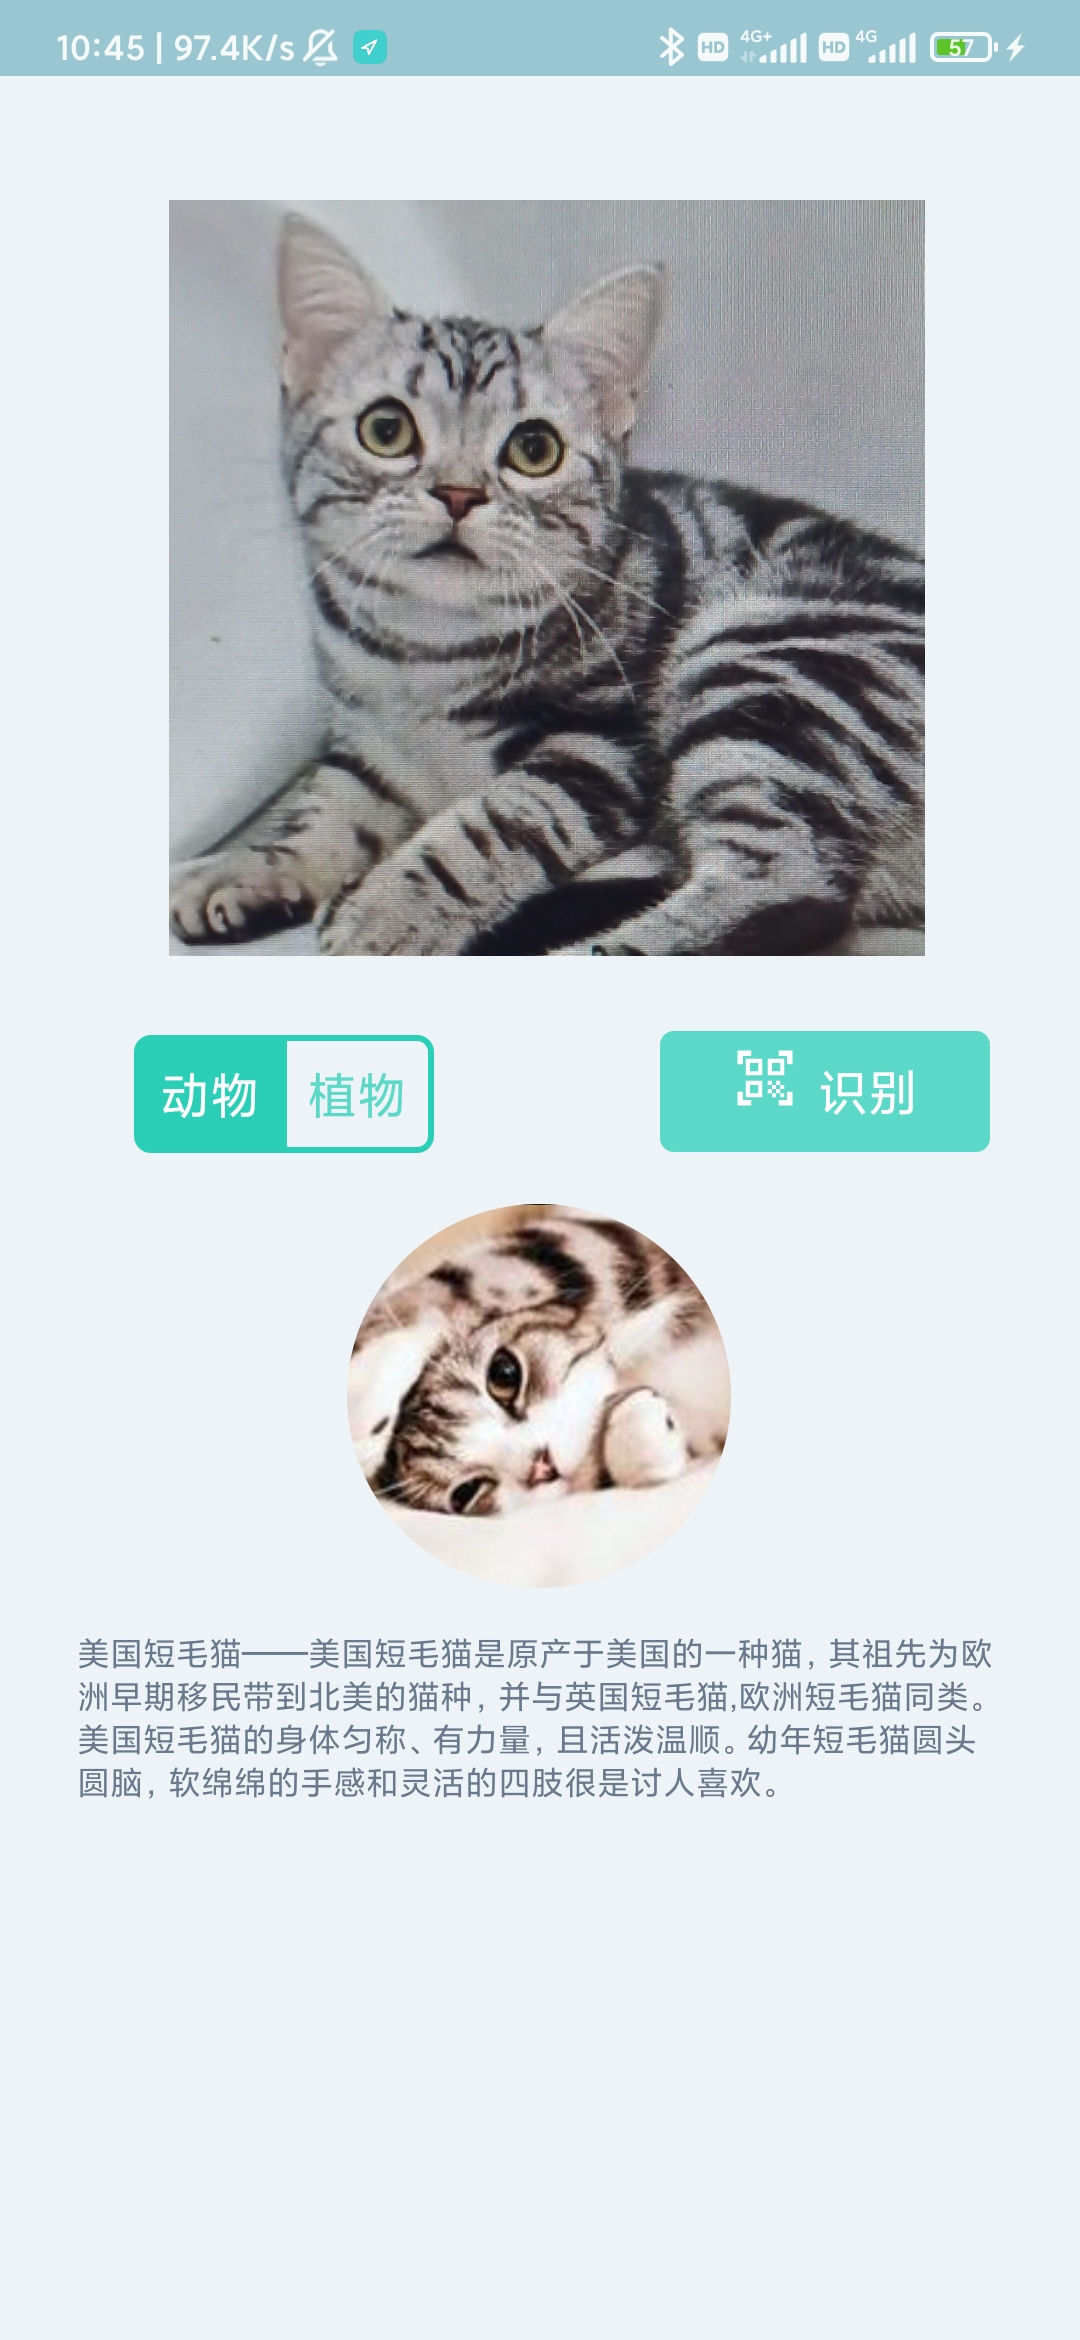 10:45 | 97.4K/s HD 4G+ HD 4G 57
动物 植物 识别
美国短毛猫——美国短毛猫是原产于美国的一种猫，其祖先为欧
洲早期移民带到北美的猫种，并与英国短毛猫,欧洲短毛猫同类。
美国短毛猫的身体匀称、有力量，且活泼温顺。幼年短毛猫圆头
圆脑，软绵绵的手感和灵活的四肢很是讨人喜欢。